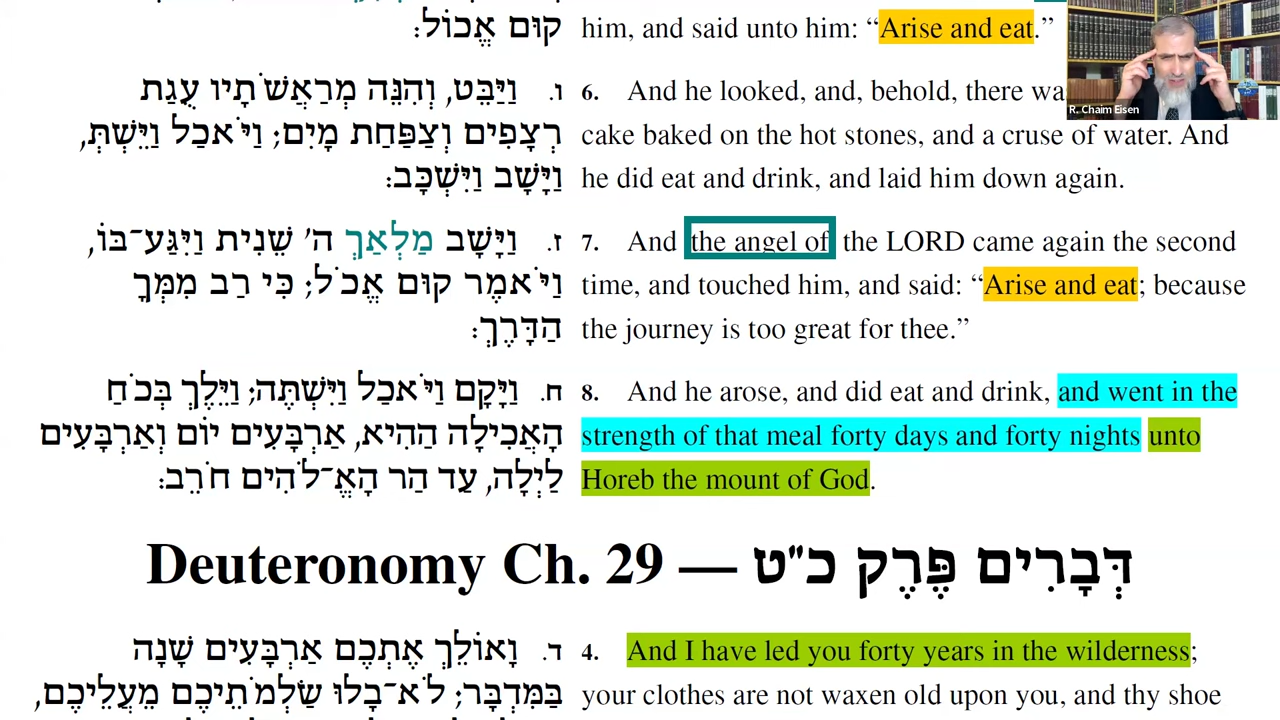 קוּם אֱכוֹל׃
him, and said unto him: “Arise and eat.”
ו. וַיַּבֵּט, וְהִנֵּה מְרַאֲשֹׁתָיו עֻגַת
רְצָפִים וְצַפַּחַת מָיִם; וַיֹּאכַל וַיֵּשְׁתְּ,
וַיָּשָׁב וַיִּשְׁכָּב׃
6. And he looked, and, behold, there wa
cake baked on the hot stones, and a cruse of water. And
he did eat and drink, and laid him down again.
R. Chaim Eisen
ז. וַיָּשָׁב מַלְאַךְ ה׳ שֵׁנִית וַיִּגַּע־בּוֹ,
וַיֹּאמֶר קוּם אֱכֹל; כִּי רַב מִמְּךָ
הַדָּרֶךְ׃
7. And the angel of the LORD came again the second
time, and touched him, and said: “Arise and eat; because
the journey is too great for thee.”
ח. וַיָּקָם וַיֹּאכַל וַיִּשְׁתֶּה; וַיֵּלֶךְ בְּכֹחַ
הָאֲכִילָה הַהִיא, אַרְבָּעִים יוֹם וְאַרְבָּעִים
לַיְלָה, עַד הַר הָאֱ־לֹהִים חֹרֵב׃
8. And he arose, and did eat and drink, and went in the
strength of that meal forty days and forty nights unto
Horeb the mount of God.
Deuteronomy Ch. 29 — דְּבָרִים פֶּרֶק כ״ט
ד. וָאוֹלֵךְ אֶתְכֶם אַרְבָּעִים שָׁנָה
בַּמִּדְבָּר; לֹא־בָלוּ שַׂלְמֹתֵיכֶם מֵעֲלֵיכֶם,
4. And I have led you forty years in the wilderness;
your clothes are not waxen old upon you, and thy shoe